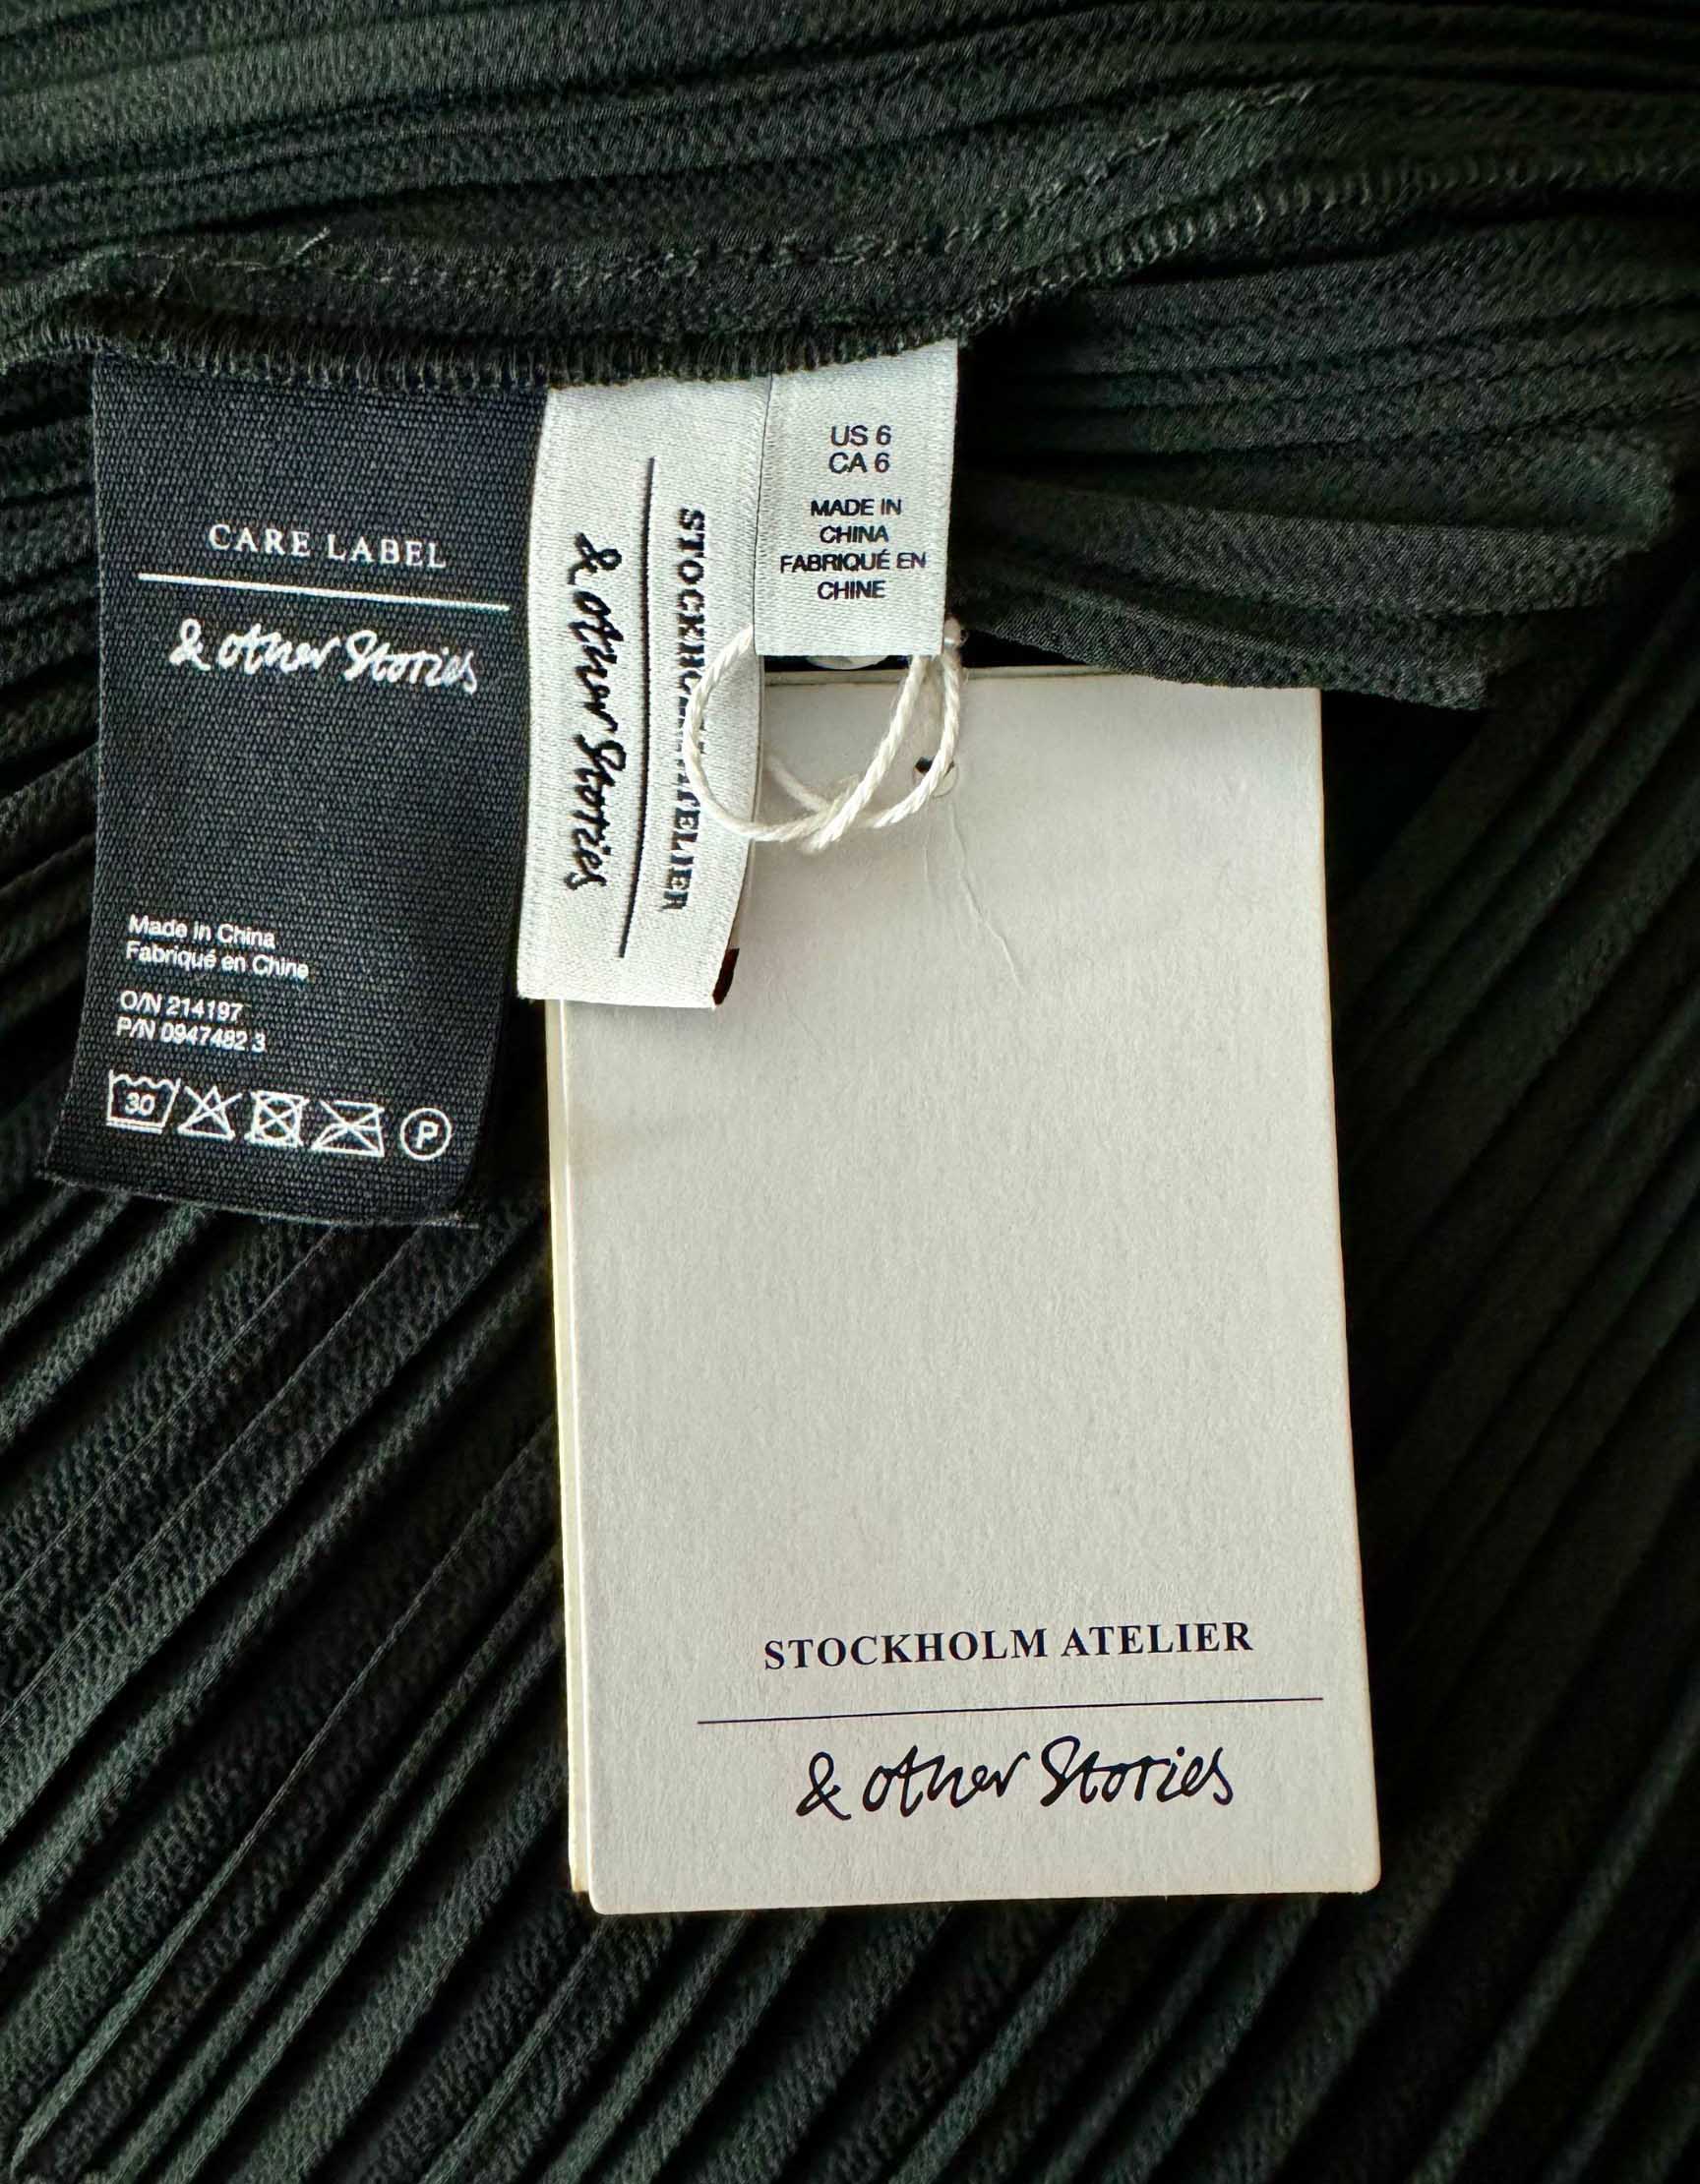 CARE LABEL
& other Stories
Made in China
Fabriqué en Chine
O/N 214197
P/N 0947482 3
30
P
STOCKHOLM ATELIER
& other Stories
US 6
CA 6
MADE IN
CHINA
FABRIQUÉ EN
CHINE
STOCKHOLM ATELIER
& other Stories